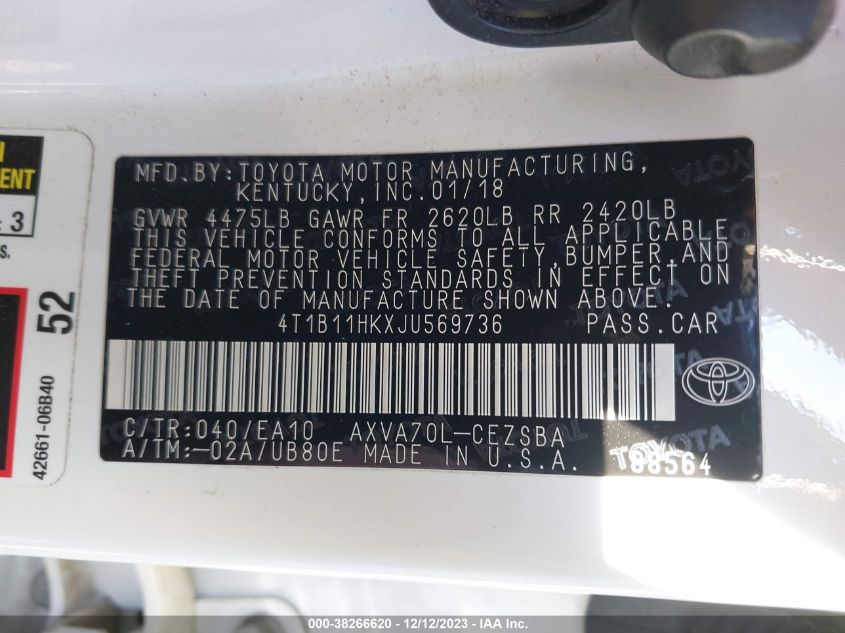 MFD. BY: TOYOTA MOTOR MANUFACTURING,
KENTUCKY, INC. 01/18
GVWR 4475LB GAWR FR 2620LB RR 2420LB
THIS VEHICLE CONFORMS TO ALL APPLICABLE
FEDERAL MOTOR VEHICLE SAFETY, BUMPER, AND
THEFT PREVENTION STANDARDS IN EFFECT ON
THE DATE OF MANUFACTURE SHOWN ABOVE.
4T1B11HKXJU569736 PASS. CAR
C/TR: 040/EA10 AXVA70L-CEZSBA
A/TM: -02A/UB80E MADE IN U.S.A.
TOYOTA
98564
3
52
42661-06B40
000-38266620 - 12/12/2023 - IAA Inc.